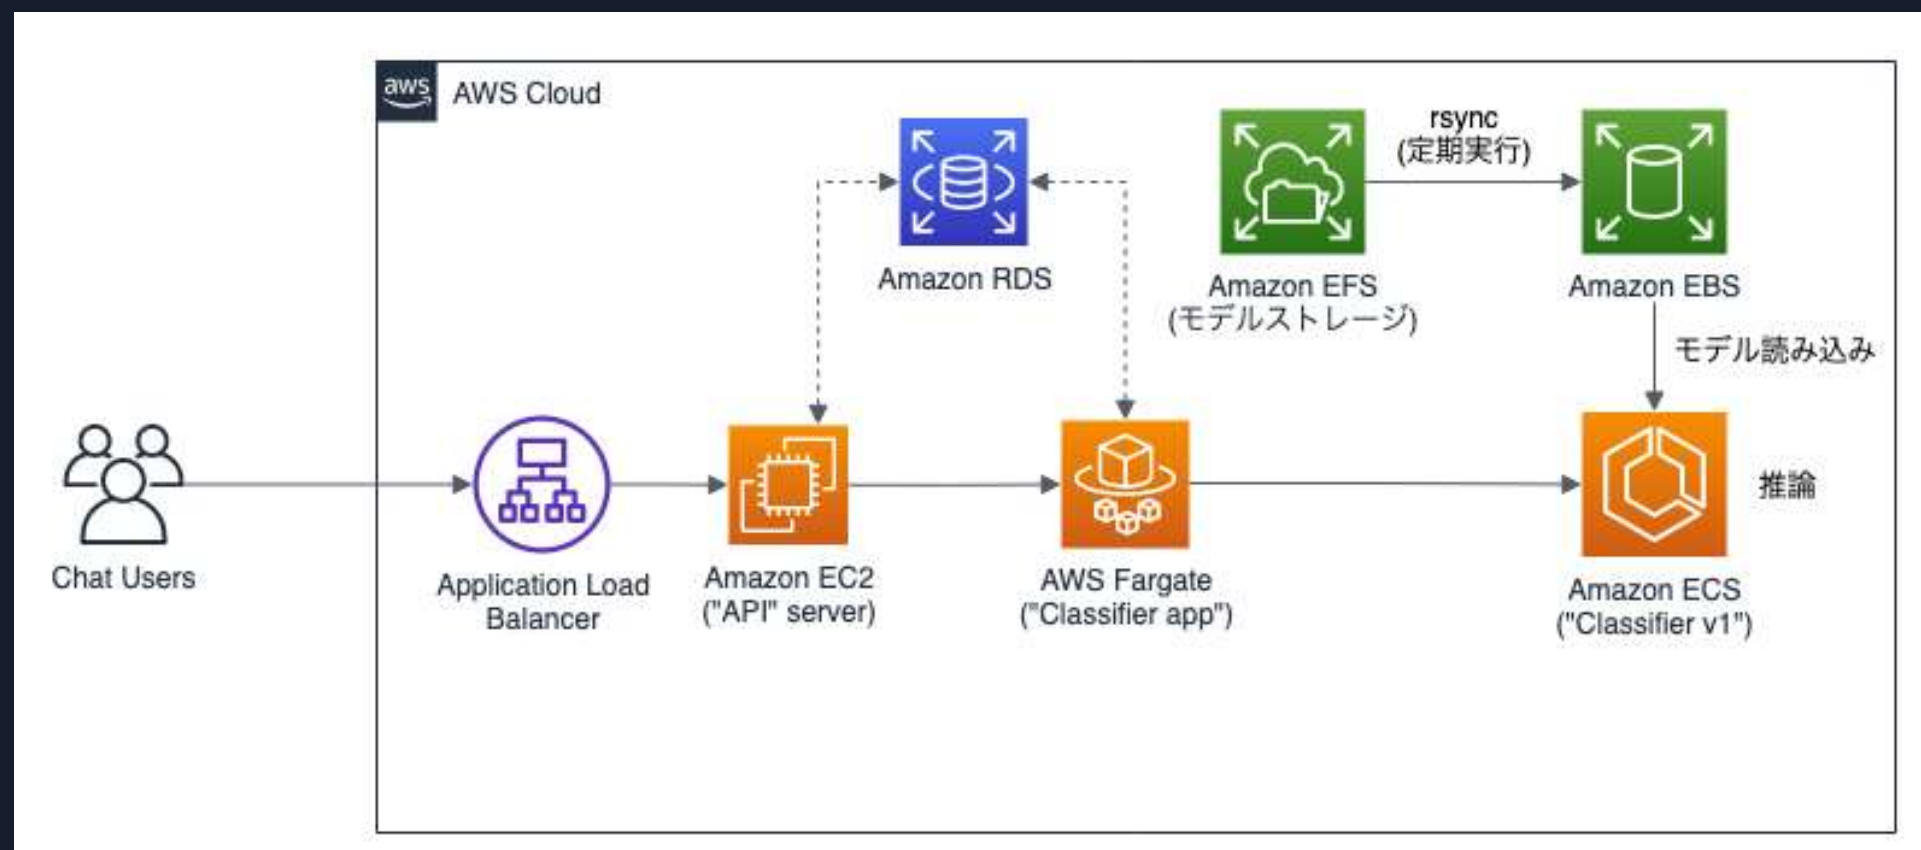 aws
AWS Cloud
rsync
(定期実行)
Amazon RDS
Amazon EFS
(モデルストレージ)
Amazon EBS
モデル読み込み
推論
Chat Users
Application Load
Balancer
Amazon EC2
("API" server)
AWS Fargate
("Classifier app")
Amazon ECS
("Classifier v1")